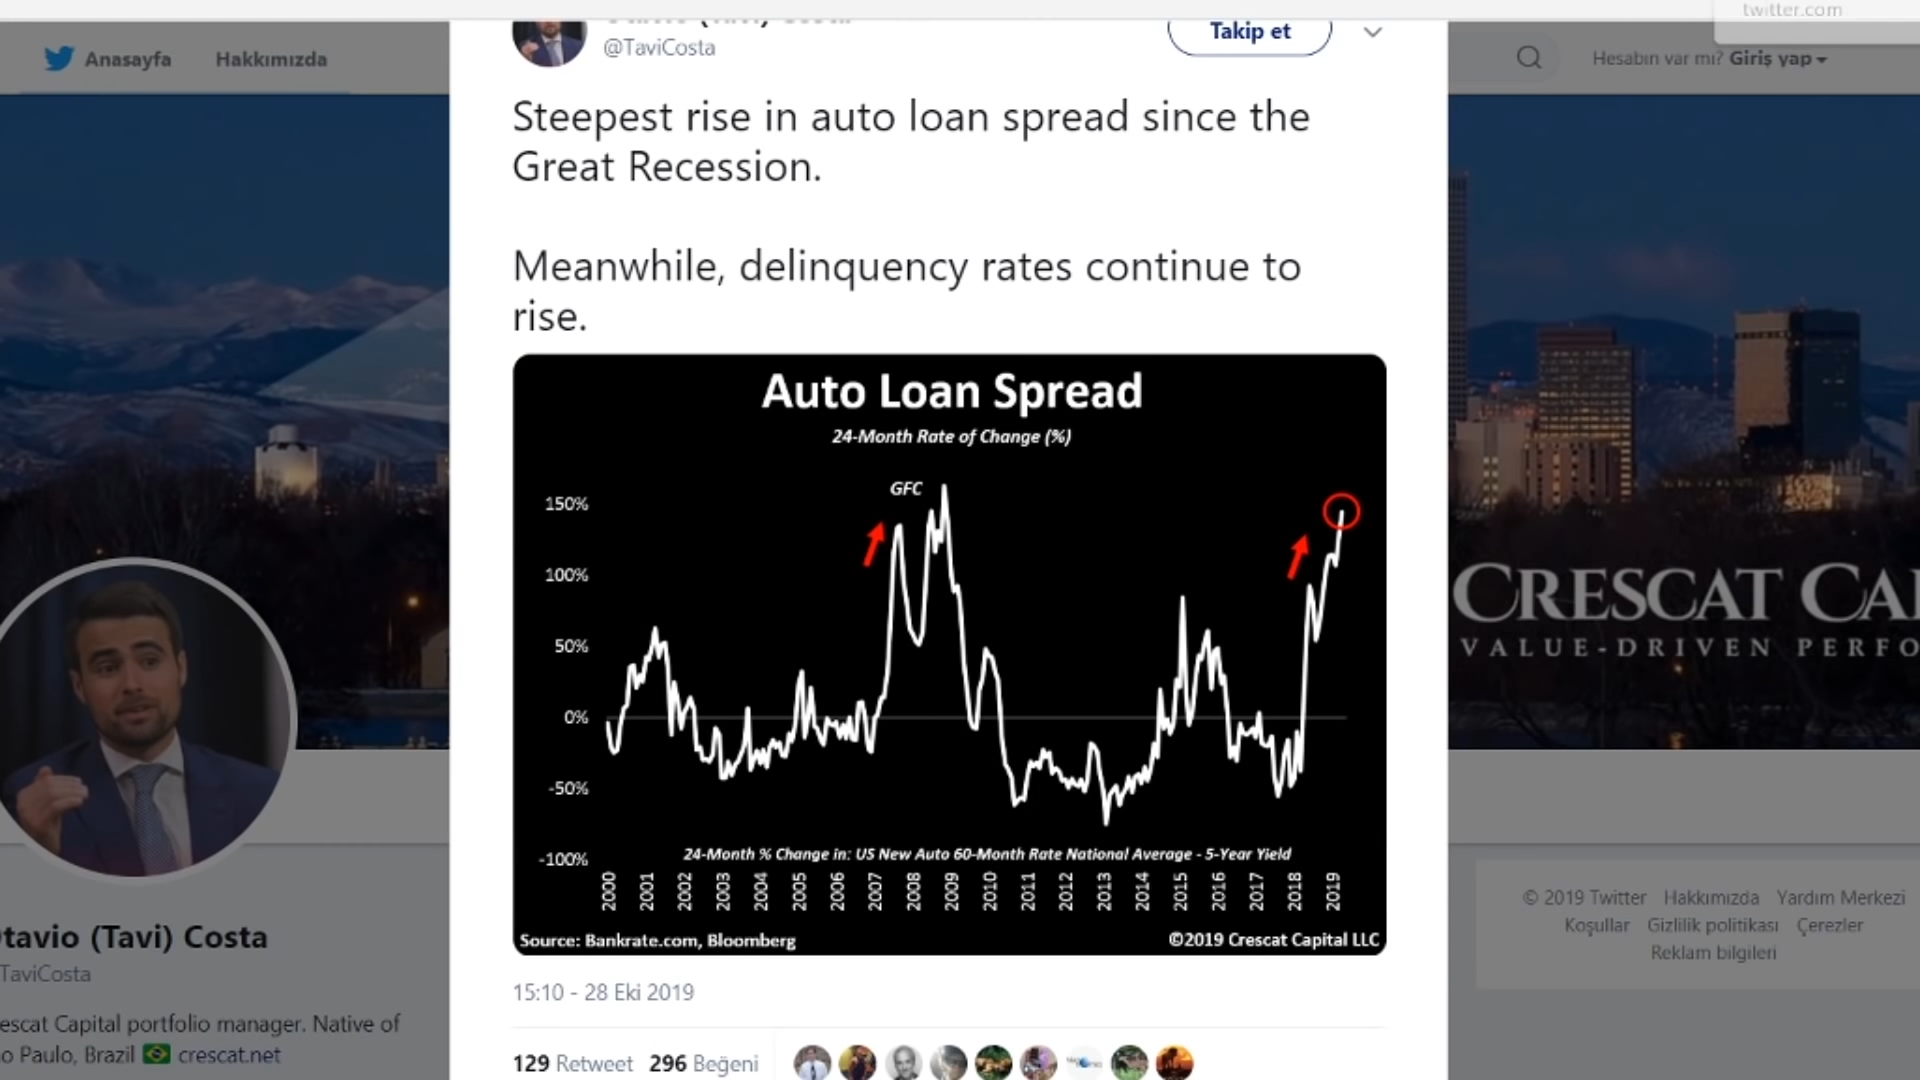 twitter.com
Anasayfa
Hakkımızda
@TaviCosta
Takip et
Hesabın var mı? Giriş yap
Steepest rise in auto loan spread since the
Great Recession.
Meanwhile, delinquency rates continue to
rise.
Auto Loan Spread
24-Month Rate of Change (%)
GFC
150%
100%
50%
0%
-50%
-100%
24-Month % Change in: US New Auto 60-Month Rate National Average - 5-Year Yield
2000
2001
2002
2003
2004
2005
2006
2007
2008
2009
2010
2011
2012
2013
2014
2015
2016
2017
2018
2019
Source: Bankrate.com, Bloomberg
©2019 Crescat Capital LLC
15:10 - 28 Eki 2019
129 Retweet 296 Beğeni
tavio (Tavi) Costa
TaviCosta
escat Capital portfolio manager. Native of
o Paulo, Brazil crescat.net
CRESCAT CA
VALUE-DRIVEN PERFO
© 2019 Twitter Hakkımızda Yardım Merkezi
Koşullar Gizlilik politikası Çerezler
Reklam bilgileri